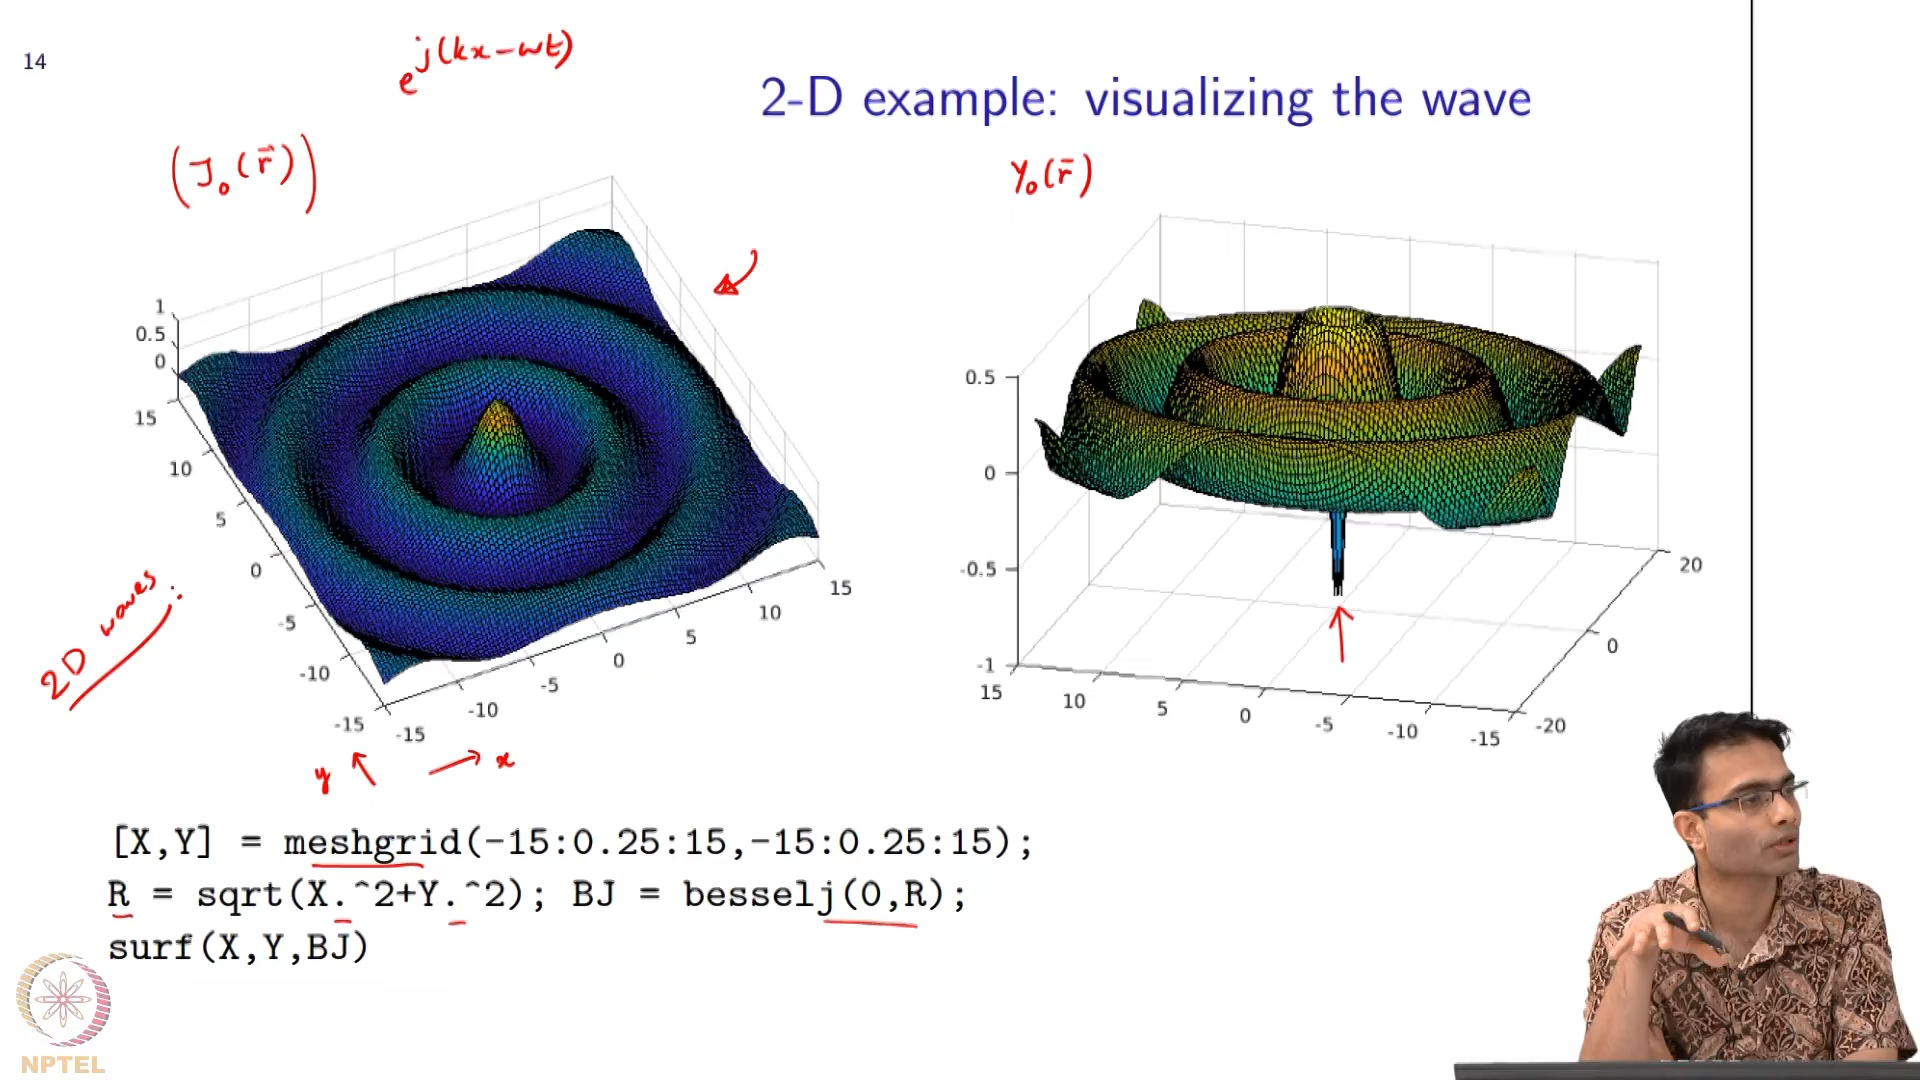 14
e^{j(kx-wt)}
2-D example: visualizing the wave
(J₀(r̄))
Y₀(r̄)
1
0.5
0
15
10
5
0
-5
-10
-15
-15
-10
-5
0
5
10
15
0.5
0
-0.5
-1
15
10
5
0
-5
-10
-15
20
0
-20
2D waves.
y
x
[X,Y] = meshgrid(-15:0.25:15,-15:0.25:15);
R = sqrt(X.^2+Y.^2); BJ = besselj(0,R);
surf(X,Y,BJ)
NPTEL